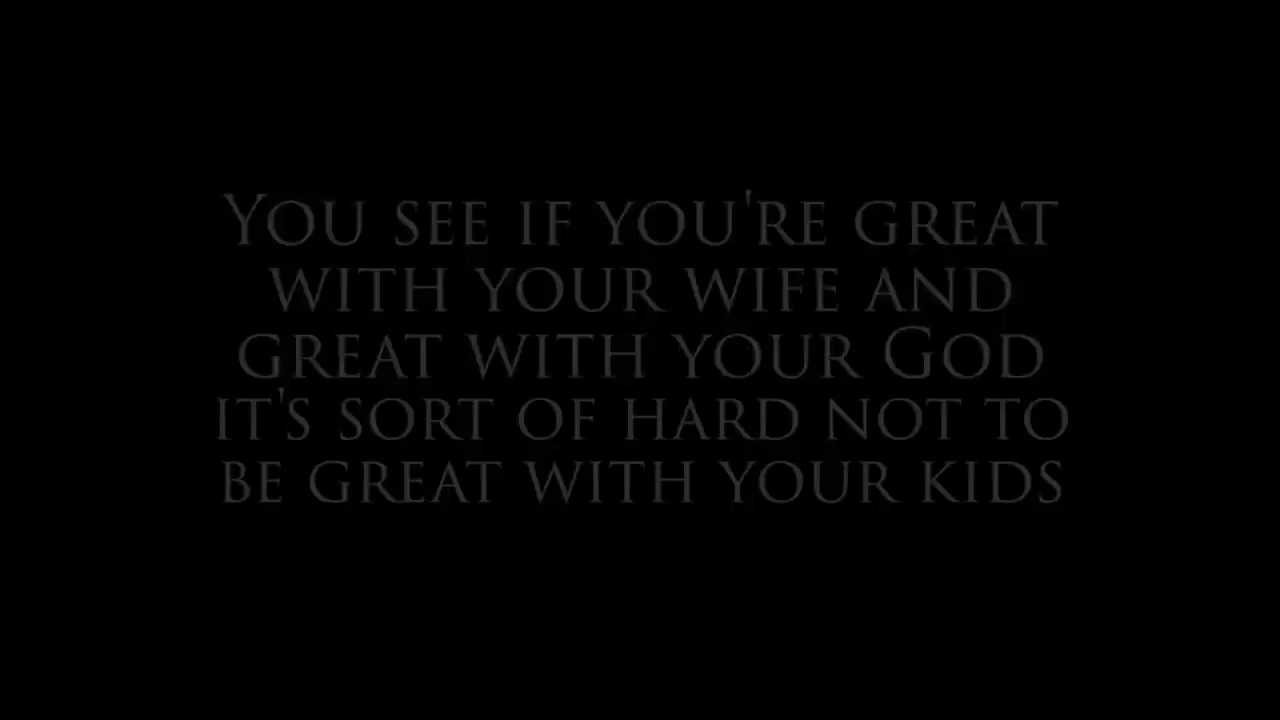 You see if you're great
with your wife and
great with your God
it's sort of hard not to
be great with your kids